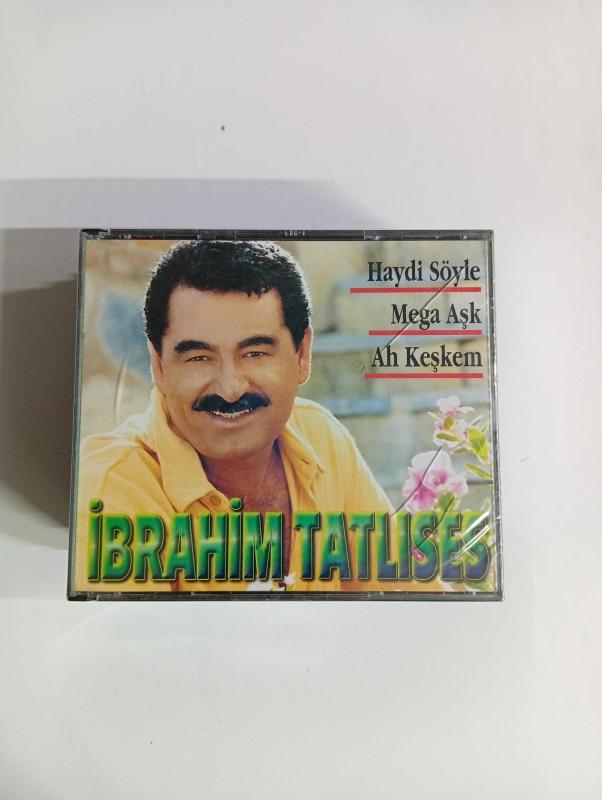 Haydi Söyle
Mega Aşk
Ah Keşkem
İBRAHİM TATLISES